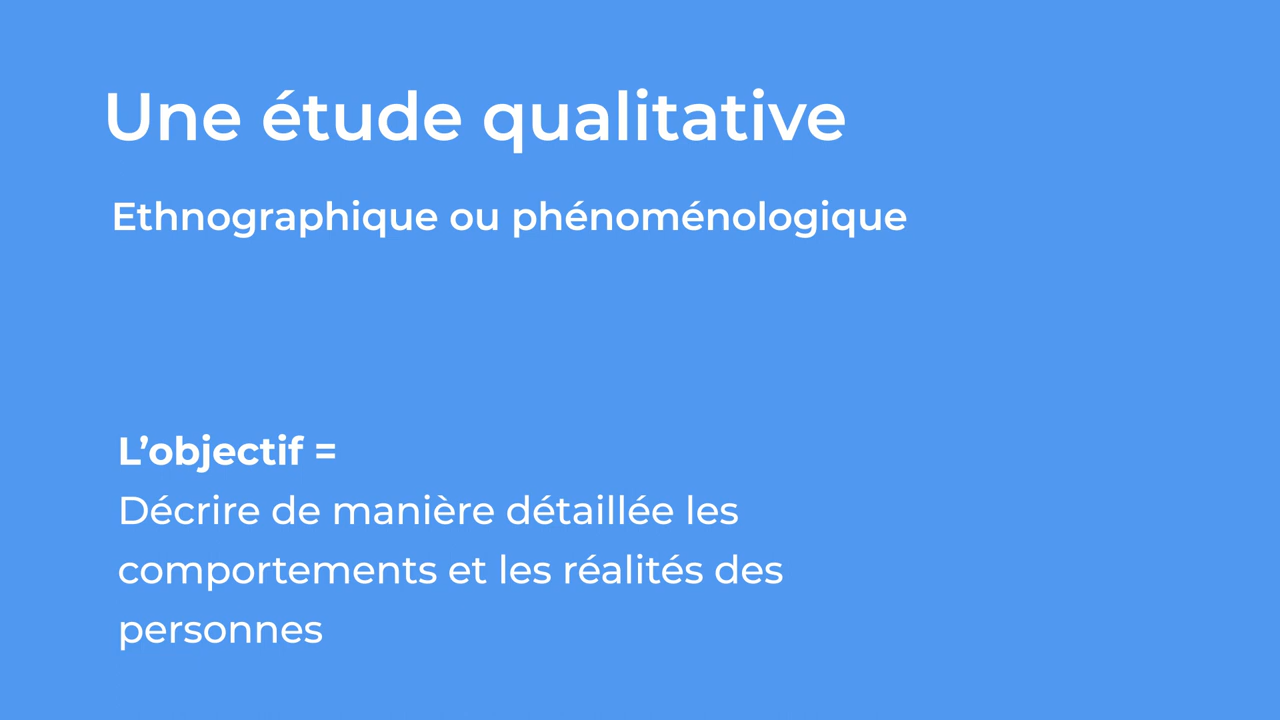 Une étude qualitative
Ethnographique ou phénoménologique
L’objectif =
Décrire de manière détaillée les
comportements et les réalités des
personnes